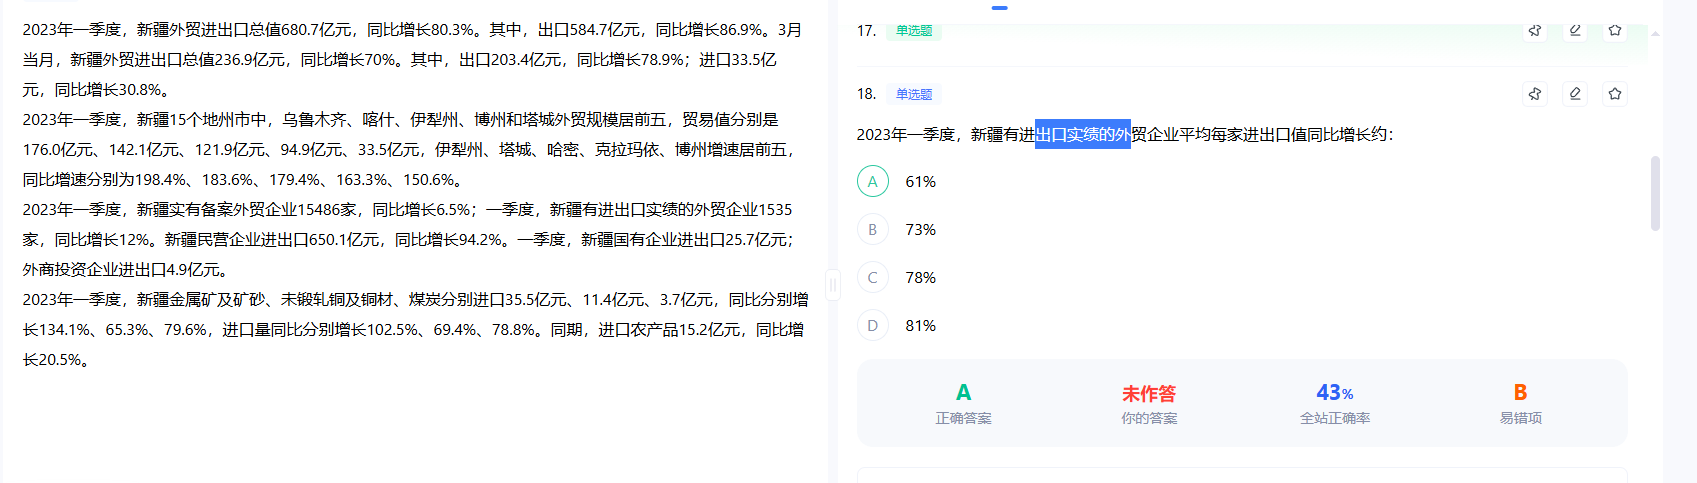 2023年一季度，新疆外贸进出口总值680.7亿元，同比增长80.3%。其中，出口584.7亿元，同比增长86.9%。3月
当月，新疆外贸进出口总值236.9亿元，同比增长70%。其中，出口203.4亿元，同比增长78.9%；进口33.5亿
元，同比增长30.8%。
2023年一季度，新疆15个地州市中，乌鲁木齐、喀什、伊犁州、博州和塔城外贸规模居前五，贸易值分别是
176.0亿元、142.1亿元、121.9亿元、94.9亿元、33.5亿元，伊犁州、塔城、哈密、克拉玛依、博州增速居前五，
同比增速分别为198.4%、183.6%、179.4%、163.3%、150.6%。
2023年一季度，新疆实有备案外贸企业15486家，同比增长6.5%；一季度，新疆有进出口实绩的外贸企业1535
家，同比增长12%。新疆民营企业进出口650.1亿元，同比增长94.2%。一季度，新疆国有企业进出口25.7亿元；
外商投资企业进出口4.9亿元。
2023年一季度，新疆金属矿及矿砂、未锻轧铜及铜材、煤炭分别进口35.5亿元、11.4亿元、3.7亿元，同比分别增
长134.1%、65.3%、79.6%，进口量同比分别增长102.5%、69.4%、78.8%。同期，进口农产品15.2亿元，同比增
长20.5%。
17. 单选题
18. 单选题
2023年一季度，新疆有进出口实绩的外贸企业平均每家进出口值同比增长约：
A 61%
B 73%
C 78%
D 81%
A 未作答 43% B
正确答案 你的答案 全站正确率 易错项